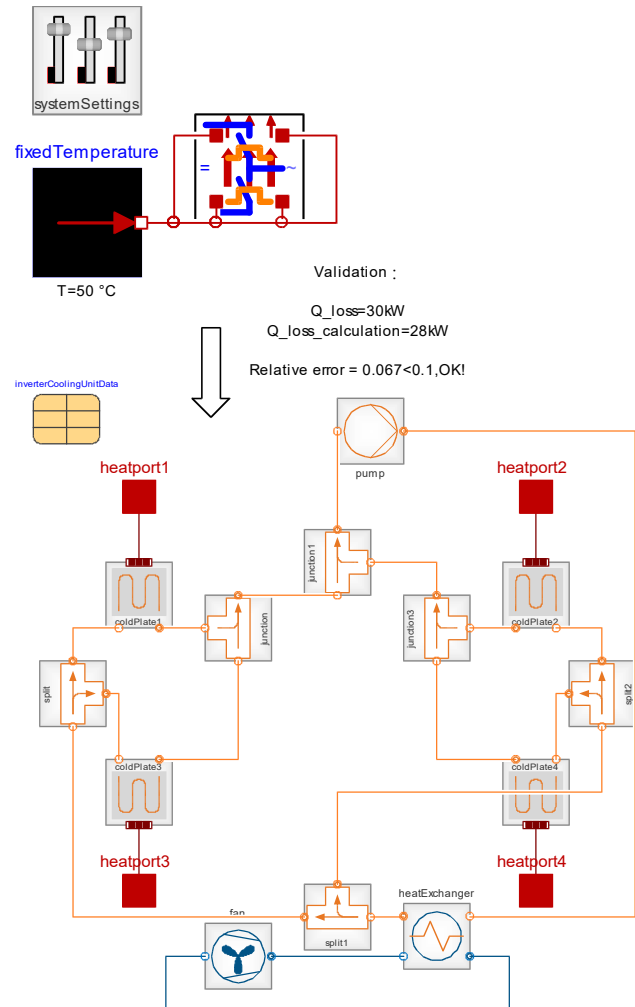 systemSettings
fixedTemperature
=
~
T=50 °C
Validation :
Q_loss=30kW
Q_loss_calculation=28kW
Relative error = 0.067<0.1,OK!
inverterCoolingUnitData
pump
heatport1
heatport2
junction1
coldPlate1
junction
junction3
coldPlate2
split
split2
coldPlate3
coldPlate4
heatport3
heatport4
fan
split1
heatExchanger